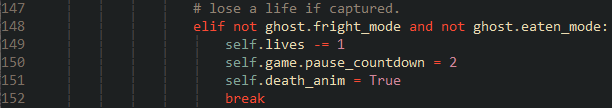 147 # lose a life if captured.
148 elif not ghost.fright_mode and not ghost.eaten_mode:
149 self.lives -= 1
150 self.game.pause_countdown = 2
151 self.death_anim = True
152 break